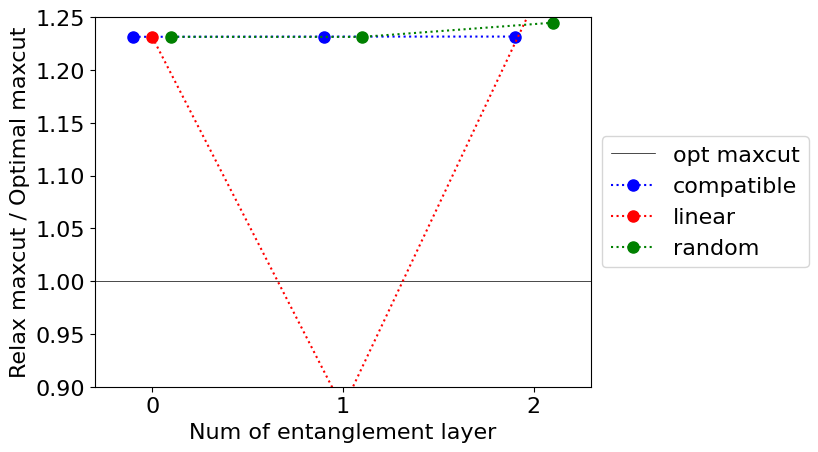 1.25
1.20
1.15
1.10
1.05
1.00
0.95
0.90
Relax maxcut / Optimal maxcut
0 1 2
Num of entanglement layer
opt maxcut
compatible
linear
random